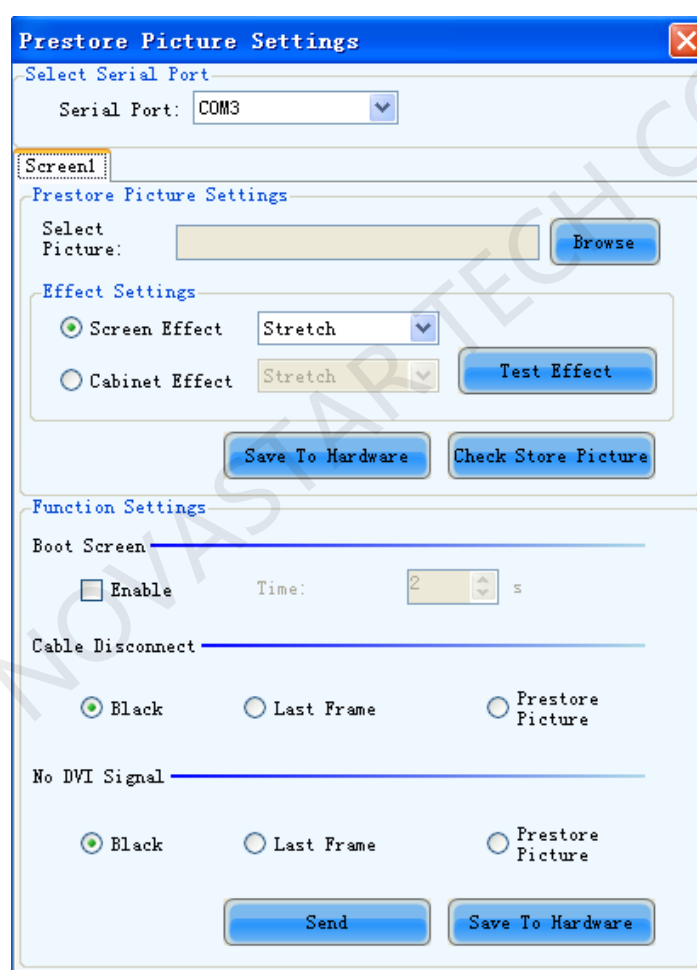 Prestore Picture Settings
Select Serial Port
Serial Port: COM3
Screen1
Prestore Picture Settings
Select
Picture:
Browse
Effect Settings
Screen Effect Stretch
Cabinet Effect Stretch
Test Effect
Save To Hardware Check Store Picture
Function Settings
Boot Screen
Enable Time: 2 s
Cable Disconnect
Black Last Frame Prestore
Picture
No DVI Signal
Black Last Frame Prestore
Picture
Send Save To Hardware
NOVASTAR TECH CO